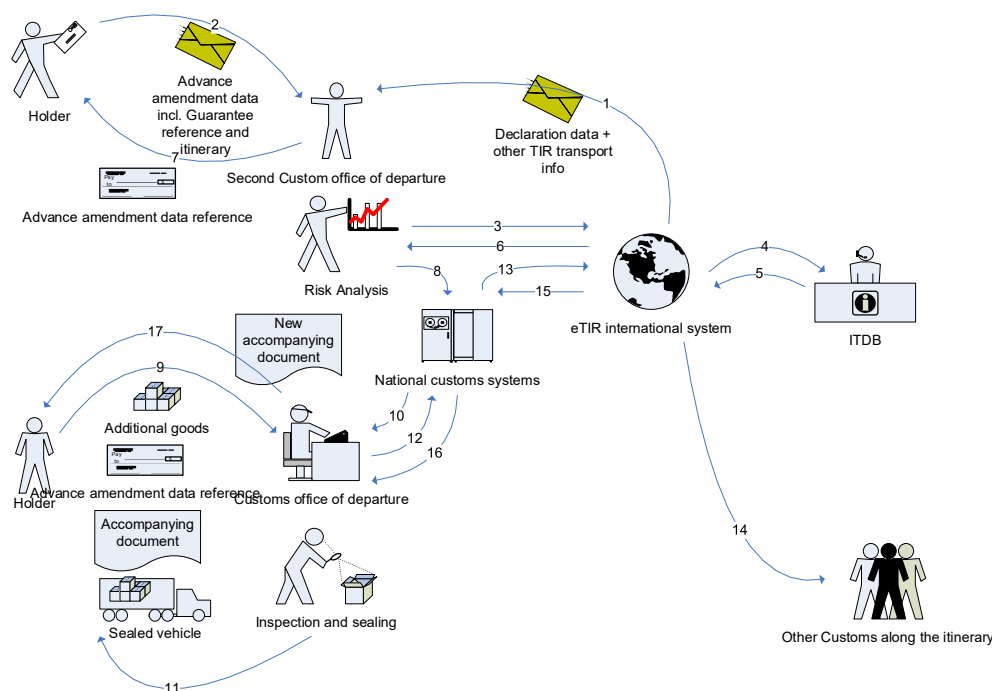 2
Advance
amendment data
incl. Guarantee
reference and
itinerary
Holder
1
Declaration data +
other TIR transport
info
7
Pay
to
Second Custom office of departure
Advance amendment data reference
3
6
4
5
8
13
15
Risk Analysis
eTIR international system
ITDB
17
New
accompanying
document
National customs systems
9
10
Additional goods
12
16
Pay
to
Holder
Advance amendment data reference
Customs office of departure
Accompanying
document
14
Sealed vehicle
Inspection and sealing
Other Customs along the itinerary
11